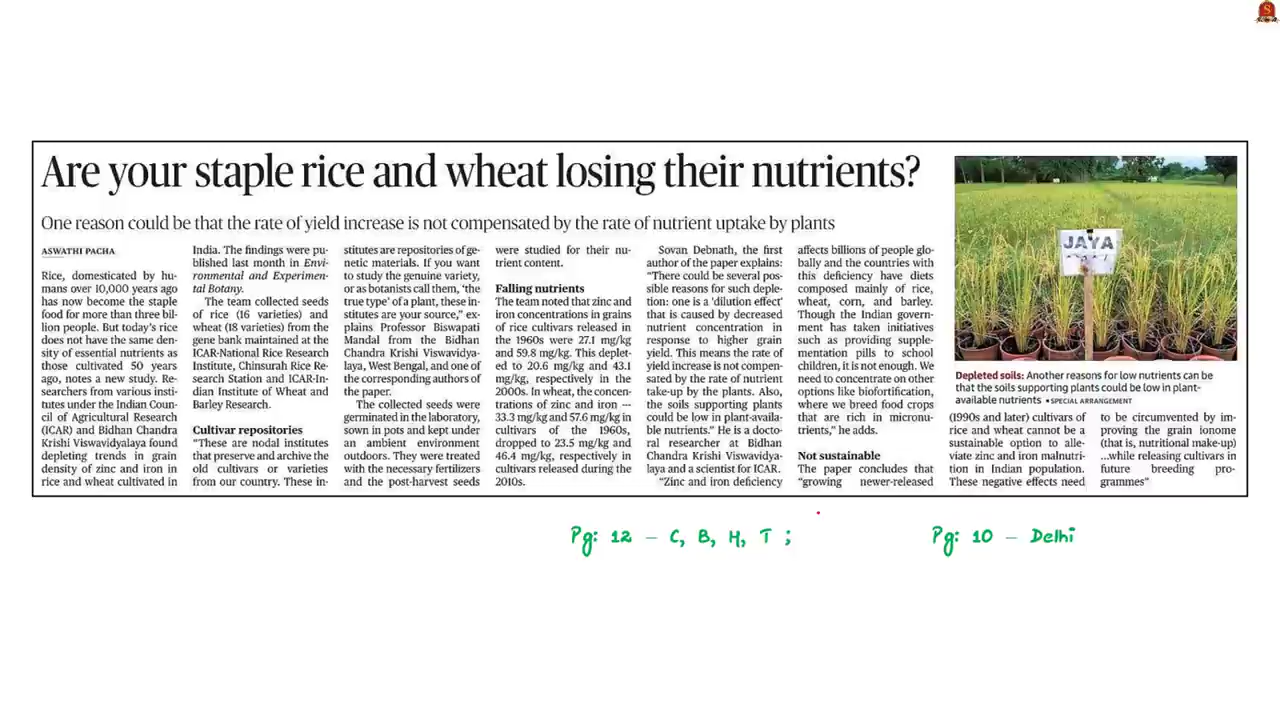 Are your staple rice and wheat losing their nutrients?
One reason could be that the rate of yield increase is not compensated by the rate of nutrient uptake by plants
ASWATHI PACHA
Rice, domesticated by hu-
mans over 10,000 years ago
has now become the staple
food for more than three bil-
lion people. But today's rice
does not have the same den-
sity of essential nutrients as
those cultivated 50 years
ago, notes a new study. Re-
searchers from various insti-
tutes under the Indian Coun-
cil of Agricultural Research
(ICAR) and Bidhan Chandra
Krishi Viswavidyalaya found
depleting trends in grain
density of zinc and iron in
rice and wheat cultivated in
India. The findings were pu-
blished last month in Envi-
ronmental and Experimen-
tal Botany.
The team collected seeds
of rice (16 varieties) and
wheat (18 varieties) from the
gene bank maintained at the
ICAR-National Rice Research
Institute, Chinsurah Rice Re-
search Station and ICAR-In-
dian Institute of Wheat and
Barley Research.
Cultivar repositories
"These are nodal institutes
that preserve and archive the
old cultivars or varieties
from our country. These in-
stitutes are repositories of ge-
netic materials. If you want
to study the genuine variety,
or as botanists call them, 'the
true type' of a plant, these in-
stitutes are your source," ex-
plains Professor Biswapati
Mandal from the Bidhan
Chandra Krishi Viswavidya-
laya, West Bengal, and one of
the corresponding authors of
the paper.
The collected seeds were
germinated in the laboratory,
sown in pots and kept under
an ambient environment
outdoors. They were treated
with the necessary fertilizers
and the post-harvest seeds
were studied for their nu-
trient content.
Falling nutrients
The team noted that zinc and
iron concentrations in grains
of rice cultivars released in
the 1960s were 27.1 mg/kg
and 59.8 mg/kg. This deplet-
ed to 20.6 mg/kg and 43.1
mg/kg, respectively in the
2000s. In wheat, the concen-
trations of zinc and iron —
33.3 mg/kg and 57.6 mg/kg in
cultivars of the 1960s,
dropped to 23.5 mg/kg and
46.4 mg/kg, respectively in
cultivars released during the
2010s.
Sovan Debnath, the first
author of the paper explains:
"There could be several pos-
sible reasons for such deple-
tion: one is a 'dilution effect'
that is caused by decreased
nutrient concentration in
response to higher grain
yield. This means the rate of
yield increase is not compen-
sated by the rate of nutrient
take-up by the plants. Also,
the soils supporting plants
could be low in plant-availa-
ble nutrients." He is a docto-
ral researcher at Bidhan
Chandra Krishi Viswavidya-
laya and a scientist for ICAR.
"Zinc and iron deficiency
affects billions of people glo-
bally and the countries with
this deficiency have diets
composed mainly of rice,
wheat, corn, and barley.
Though the Indian govern-
ment has taken initiatives
such as providing supple-
mentation pills to school
children, it is not enough. We
need to concentrate on other
options like biofortification,
where we breed food crops
that are rich in micronu-
trients," he adds.
Not sustainable
The paper concludes that
"growing newer-released
(1990s and later) cultivars of
rice and wheat cannot be a
sustainable option to alle-
viate zinc and iron malnutri-
tion in Indian population.
These negative effects need
to be circumvented by im-
proving the grain ionome
(that is, nutritional make-up)
...while releasing cultivars in
future breeding pro-
grammes"
JAYA
Depleted soils: Another reasons for low nutrients can be
that the soils supporting plants could be low in plant-
available nutrients • SPECIAL ARRANGEMENT
Pg: 12 – C, B, H, T ; Pg: 10 – Delhi
S